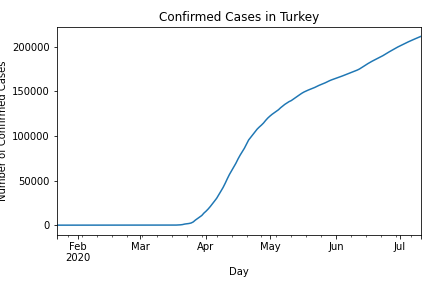 Confirmed Cases in Turkey
Number of Confirmed Cases
200000
150000
100000
50000
0
Feb
2020
Mar
Apr
May
Jun
Jul
Day